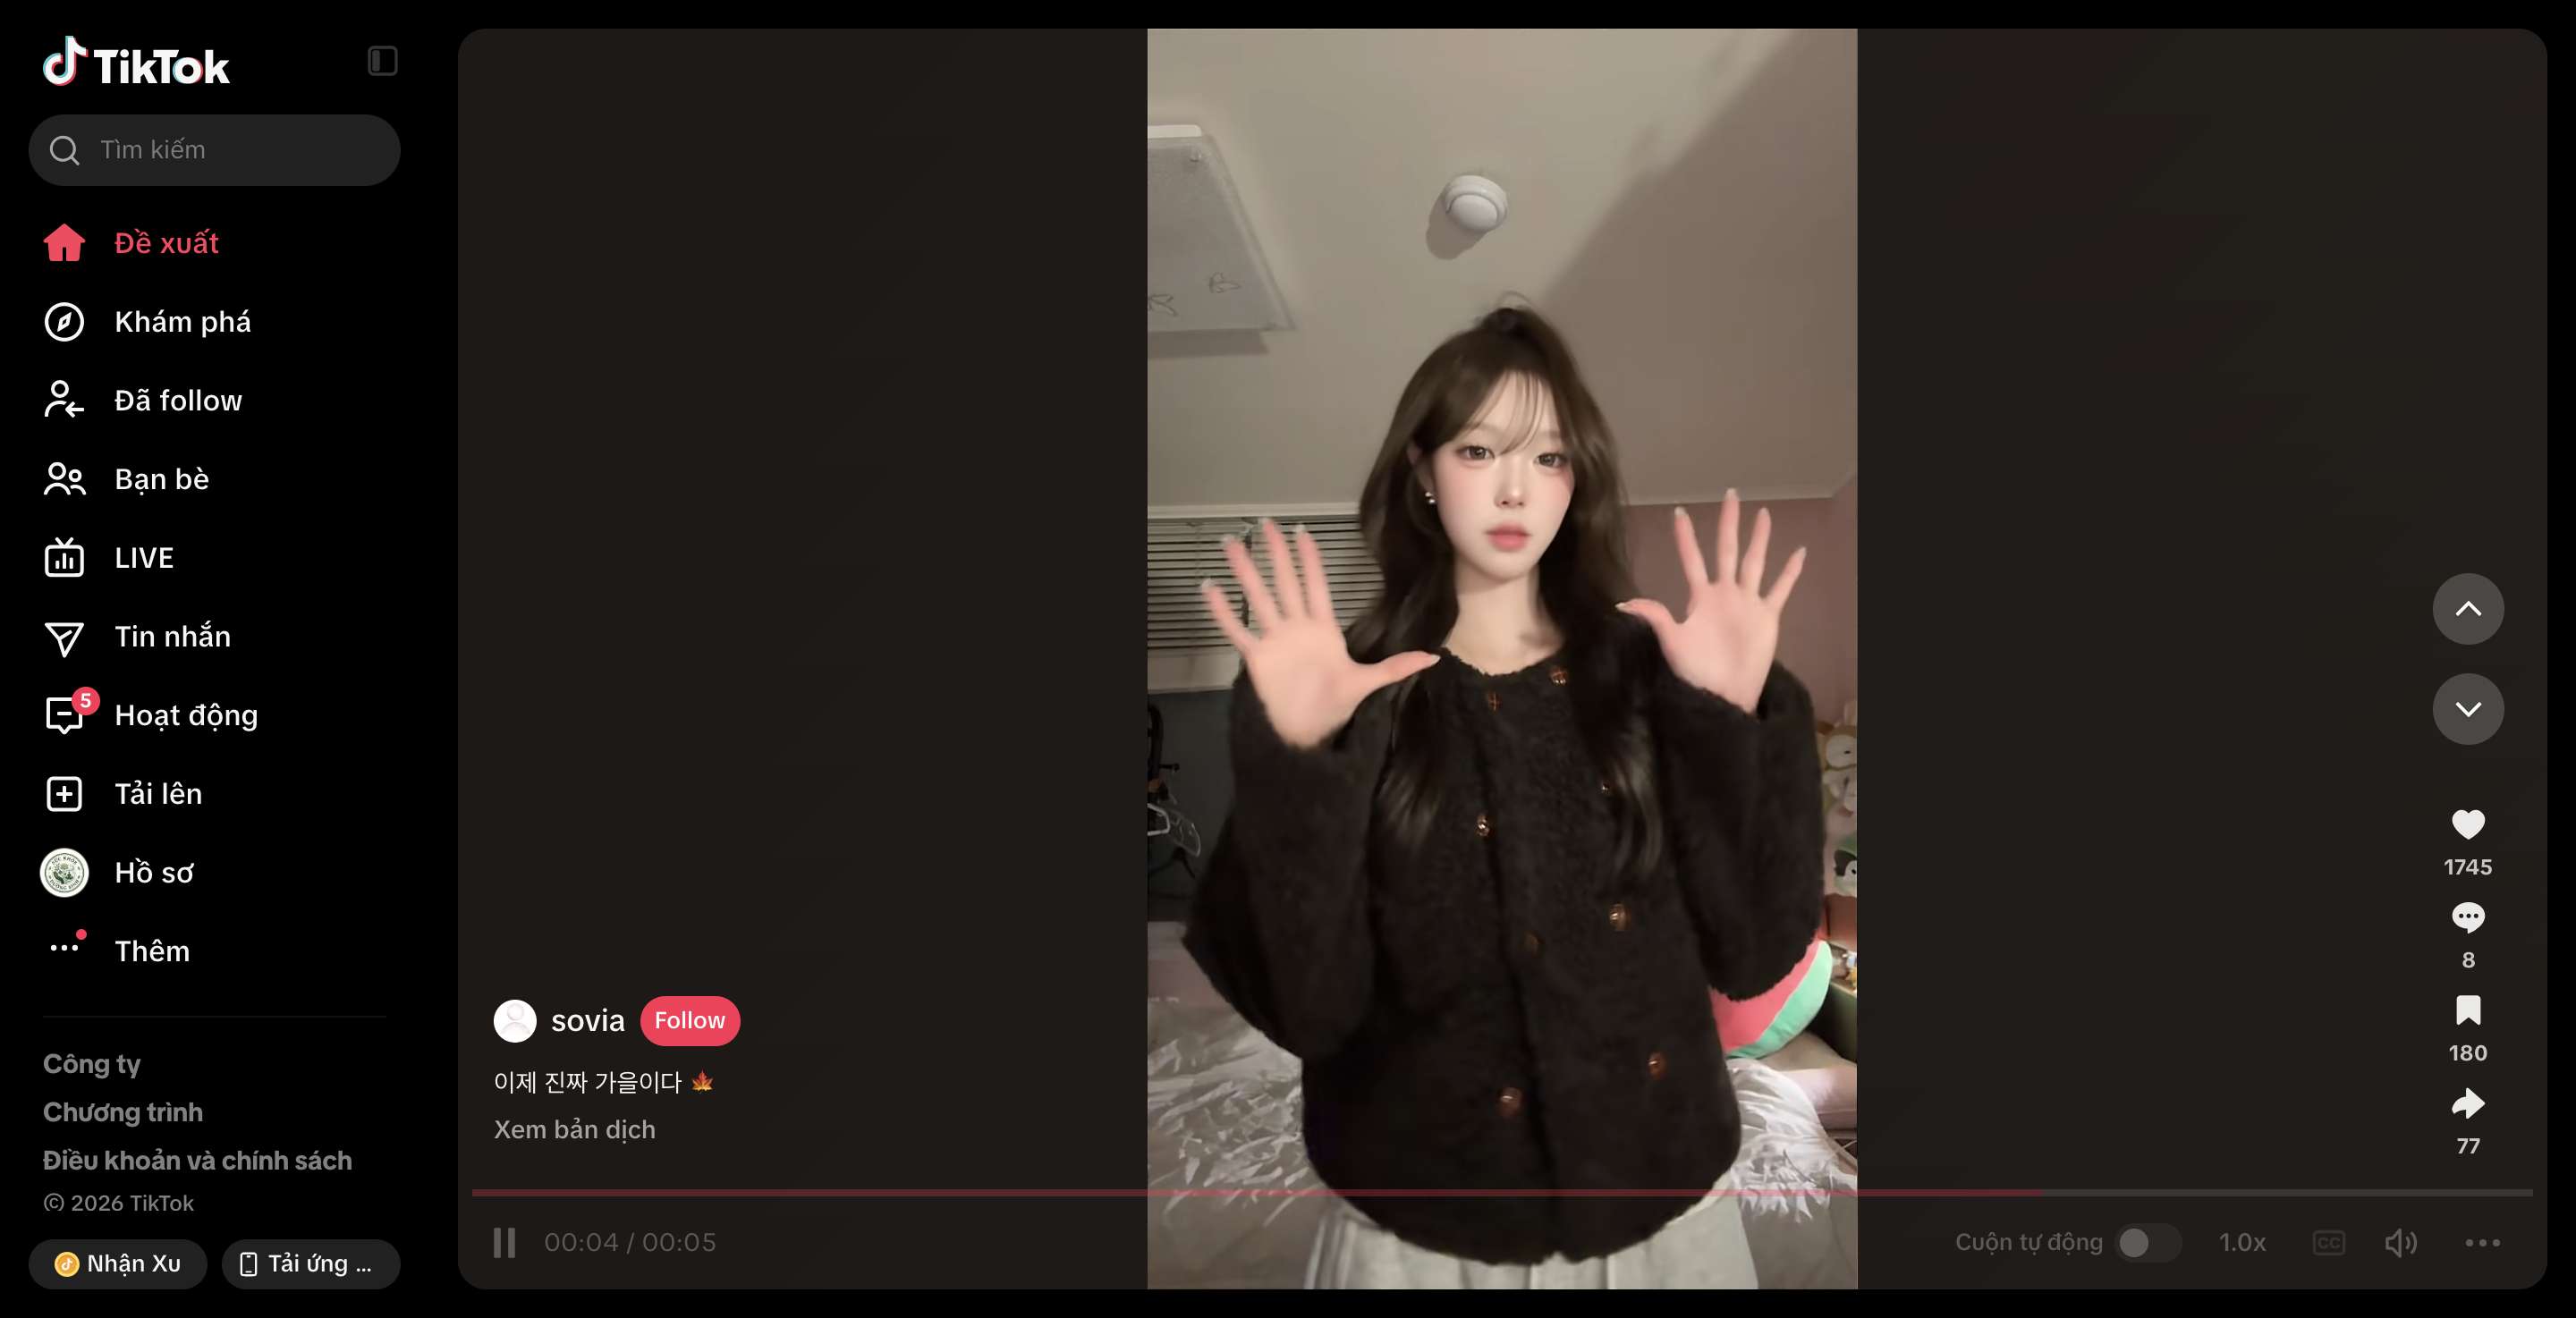 TikTok
Tìm kiếm
Đề xuất
Khám phá
Đã follow
Bạn bè
LIVE
Tin nhắn
5
Hoạt động
Tải lên
Hồ sơ
Thêm
Công ty
Chương trình
Điều khoản và chính sách
© 2026 TikTok
Nhận Xu
Tải ứng ...
sovia
Follow
이제 진짜 가을이다 🍁
Xem bản dịch
00:04 / 00:05
1745
8
180
77
Cuộn tự động
1.0x
CC